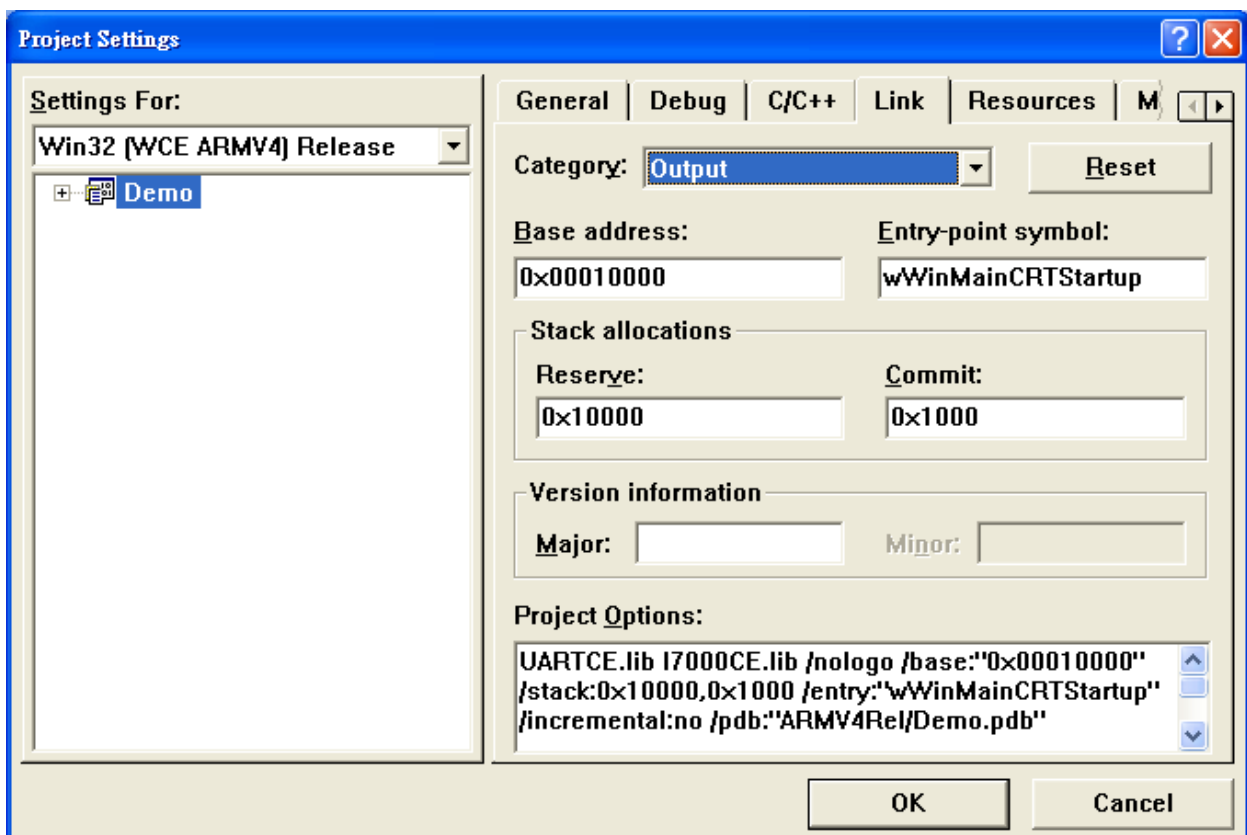 Project Settings
Settings For:
Win32 (WCE ARMV4) Release
Demo
General Debug C/C++ Link Resources M
Category: Output Reset
Base address: Entry-point symbol:
0x00010000 wWinMainCRTStartup
Stack allocations
Reserve: Commit:
0x10000 0x1000
Version information
Major: Minor:
Project Options:
UARTCE.lib I7000CE.lib /nologo /base:"0x00010000"
/stack:0x10000,0x1000 /entry:"wWinMainCRTStartup"
/incremental:no /pdb:"ARMV4Rel/Demo.pdb"
OK Cancel